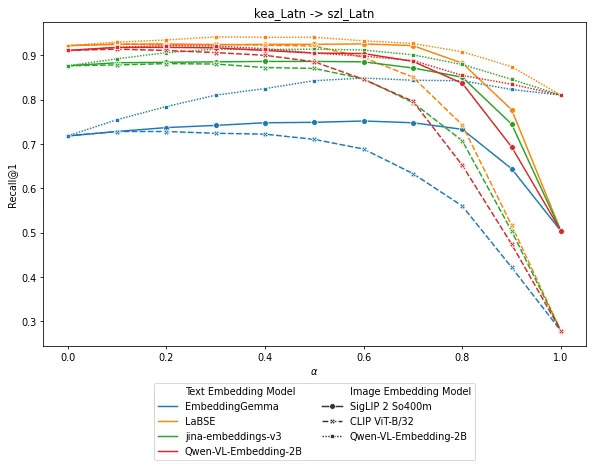 kea_Latn -> szl_Latn
Recall@1
0.9
0.8
0.7
0.6
0.5
0.4
0.3
0.0 0.2 0.4 0.6 0.8 1.0
α
Text Embedding Model
EmbeddingGemma
LaBSE
jina-embeddings-v3
Qwen-VL-Embedding-2B
Image Embedding Model
SigLIP 2 So400m
CLIP ViT-B/32
Qwen-VL-Embedding-2B